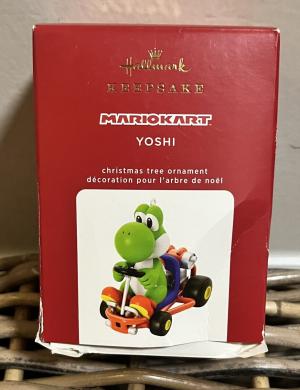 Hallmark
KEEPSAKE
MARIOKART
YOSHI
christmas tree ornament
décoration pour l'arbre de noël